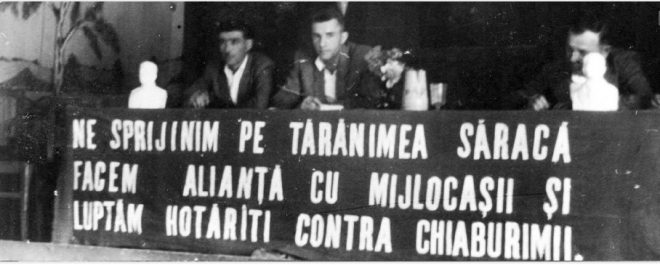 NE SPRIJINIM PE ȚĂRĂNIMEA SĂRACĂ
FACEM ALIANȚĂ CU MIJLOCAȘII ȘI
LUPTĂM HOTĂRÎȚI CONTRA CHIABURIMII.